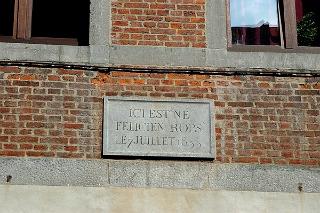 ICI EST NE
FELICIEN ROPS
LE 7 JUILLET 1833